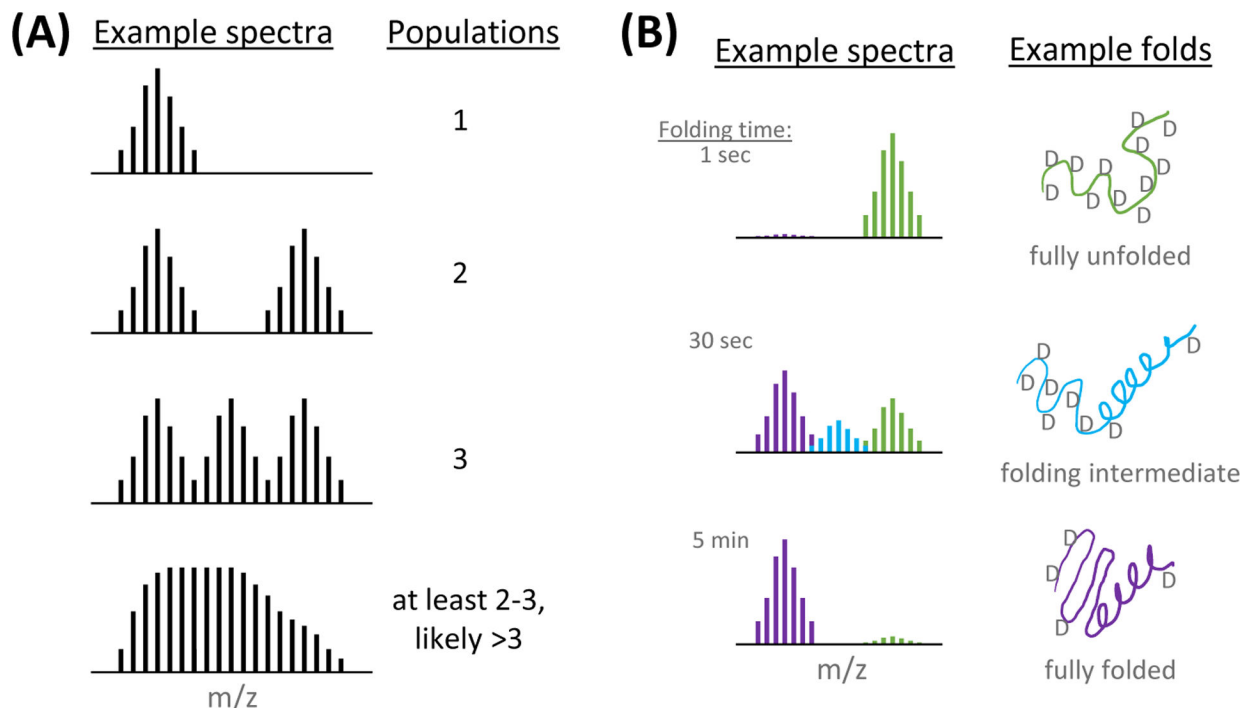 (A)
Example spectra
Populations
1
2
3
at least 2-3,
likely >3
m/z
(B)
Example spectra
Example folds
Folding time:
1 sec
D
D
D
D
D
D
D
D
D
D
D
D
fully unfolded
30 sec
D
D
D
D
D
D
D
D
folding intermediate
5 min
D
D
D
D
m/z
fully folded